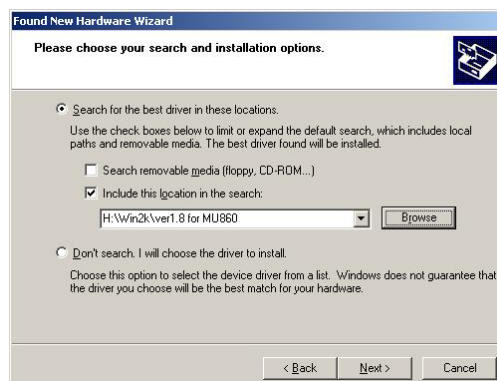 Found New Hardware Wizard
Please choose your search and installation options.
Search for the best driver in these locations.
Use the check boxes below to limit or expand the default search, which includes local
paths and removable media. The best driver found will be installed.
Search removable media (floppy, CD-ROM...)
Include this location in the search:
H:\Win2k\ver1.8 for MU860
Browse
Don't search. I will choose the driver to install.
Choose this option to select the device driver from a list. Windows does not guarantee that
the driver you choose will be the best match for your hardware.
< Back
Next >
Cancel